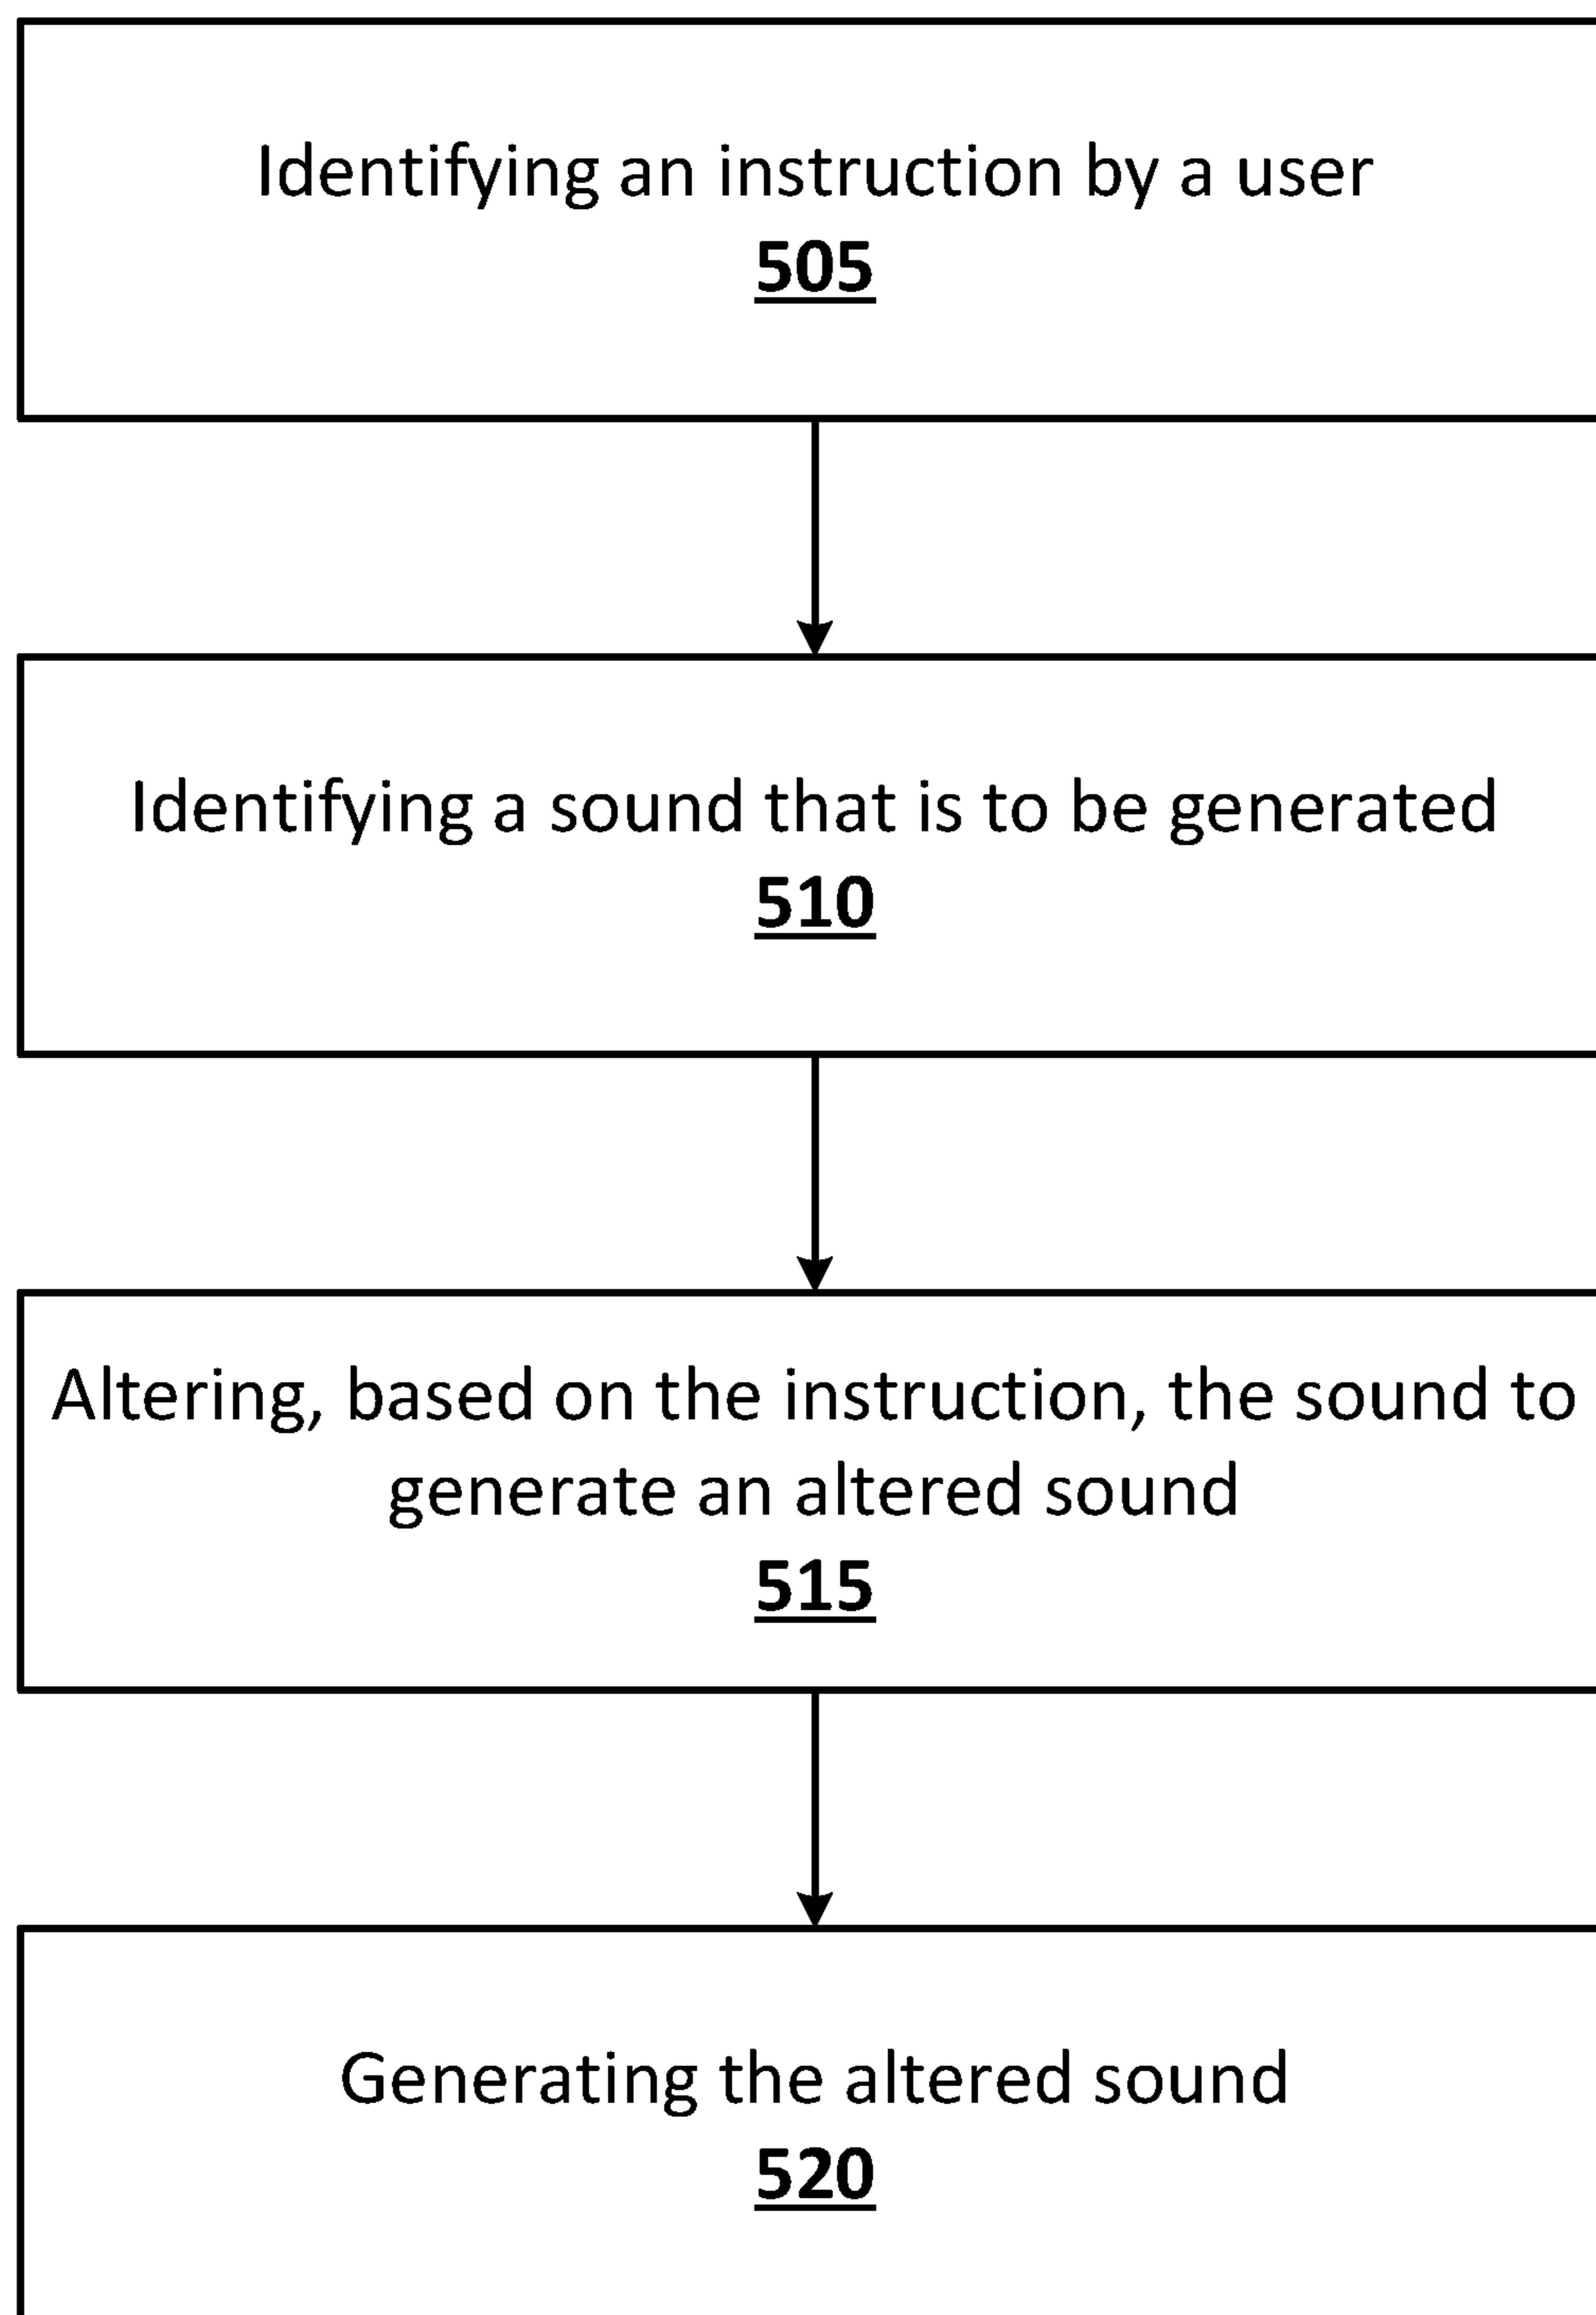 Identifying an instruction by a user
505
Identifying a sound that is to be generated
510
Altering, based on the instruction, the sound to
generate an altered sound
515
Generating the altered sound
520